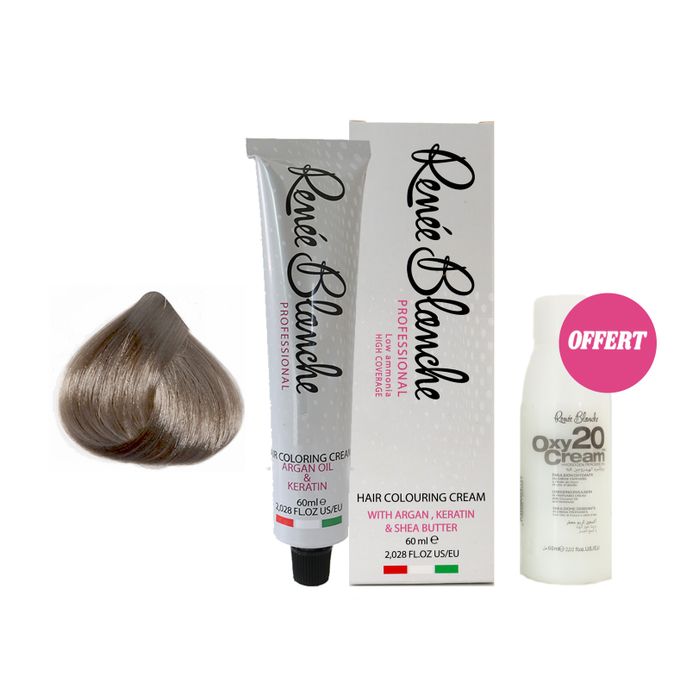 Renée Blanche
PROFESSIONAL
HAIR COLORING CREAM
ARGAN OIL
&
KERATIN
60ml e
2,028 FL.OZ US/EU
Renée Blanche
PROFESSIONAL
Low ammonia
HIGH COVERAGE
HAIR COLOURING CREAM
WITH ARGAN , KERATIN
& SHEA BUTTER
60 ml e
2,028 FL.OZ US/EU
OFFERT
Renée Blanche
Oxy 20
Cream